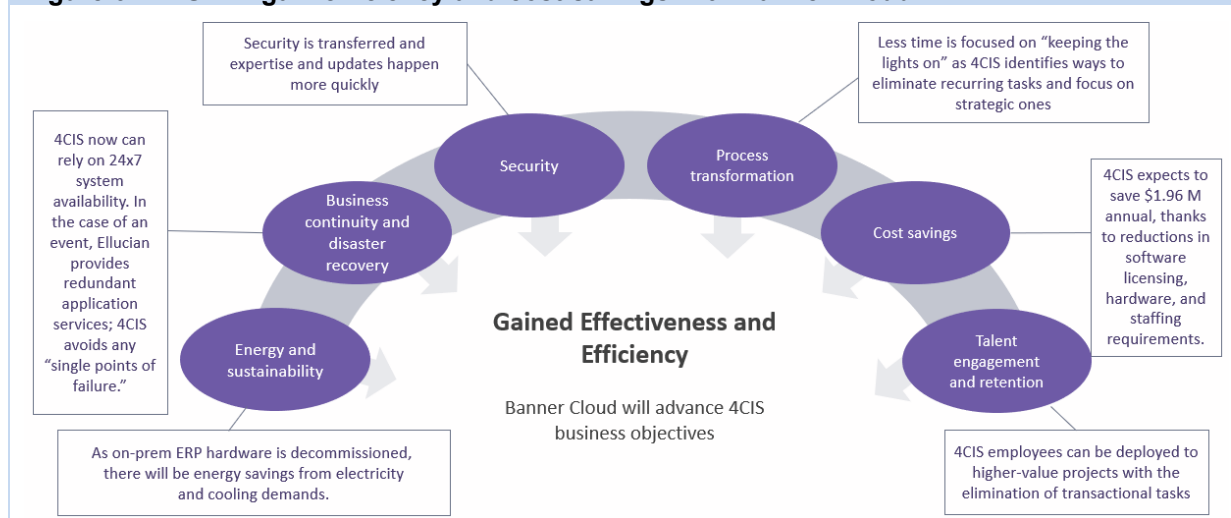 Security is transferred and
expertise and updates happen
more quickly
Less time is focused on “keeping the
lights on” as 4CIS identifies ways to
eliminate recurring tasks and focus on
strategic ones
4CIS now can
rely on 24x7
system
availability. In
the case of an
event, Ellucian
provides
redundant
application
services; 4CIS
avoids any
“single points of
failure.”
Security
Process
transformation
Business
continuity and
disaster
recovery
Cost savings
4CIS expects to
save $1.96 M
annual, thanks
to reductions in
software
licensing,
hardware, and
staffing
requirements.
Energy and
sustainability
Gained Effectiveness and
Efficiency
Banner Cloud will advance 4CIS
business objectives
Talent
engagement
and retention
As on-prem ERP hardware is decommissioned,
there will be energy savings from electricity
and cooling demands.
4CIS employees can be deployed to
higher-value projects with the
elimination of transactional tasks